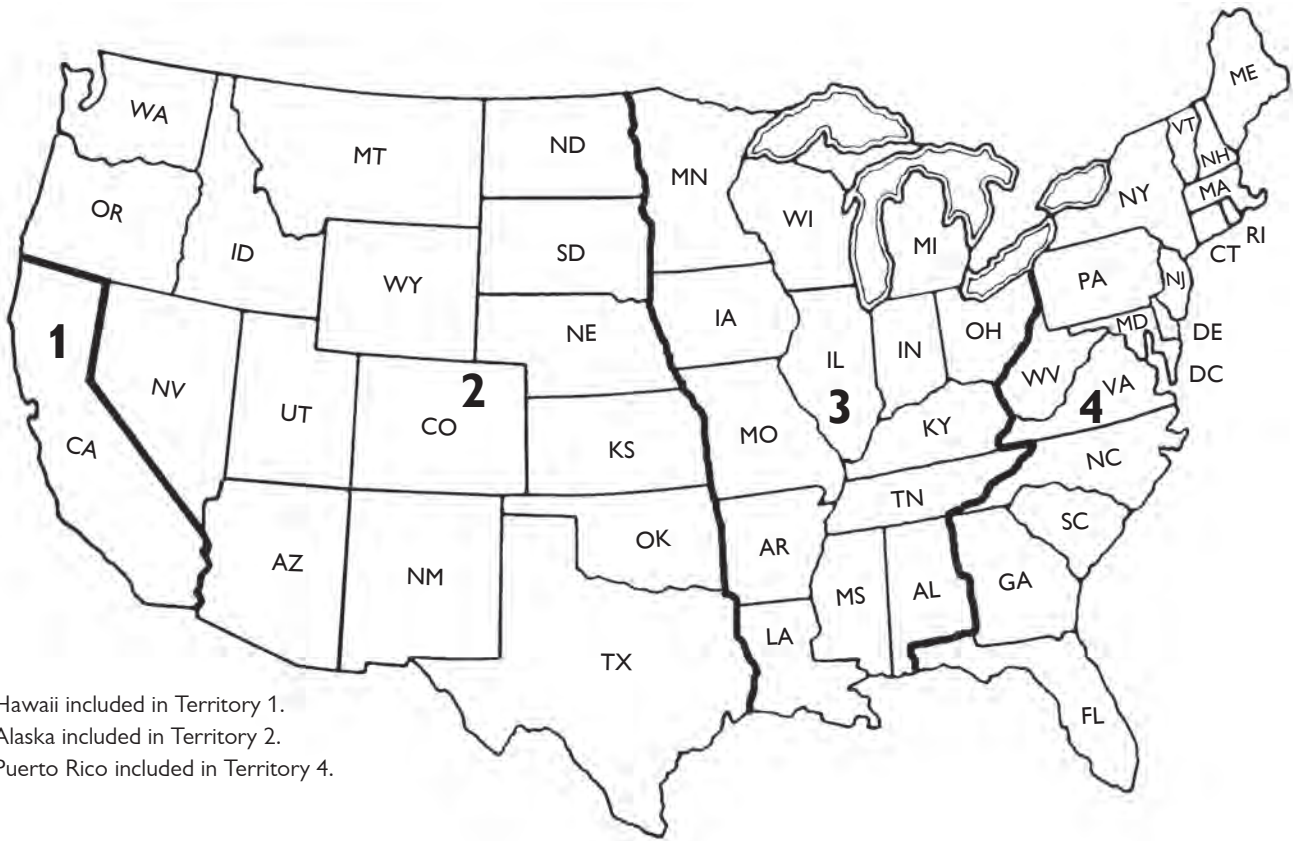 ME
WA
VT
ND
MT
NH
MN
OR
NY
MA
WI
RI
ID
SD
MI
CT
WY
PA
NJ
IA
NE
OH
MD
DE
1
IL
IN
DC
NV
2
WV
VA
UT
CO
3
4
MO
KY
CA
KS
NC
TN
SC
OK
AR
AZ
NM
MS
AL
GA
LA
TX
Hawaii included in Territory 1.
FL
Alaska included in Territory 2.
Puerto Rico included in Territory 4.